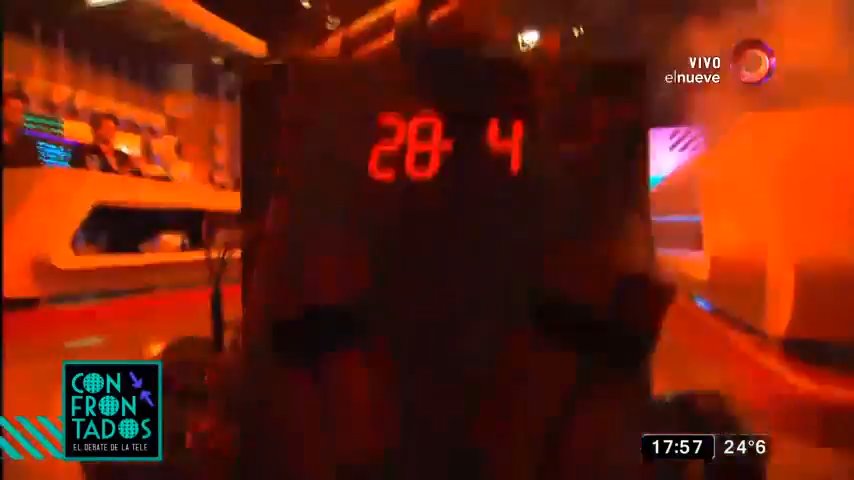 VIVO
elnueve
28 4
CON
FRON
TADOS
EL DEBATE DE LA TELE
17:57 24°6